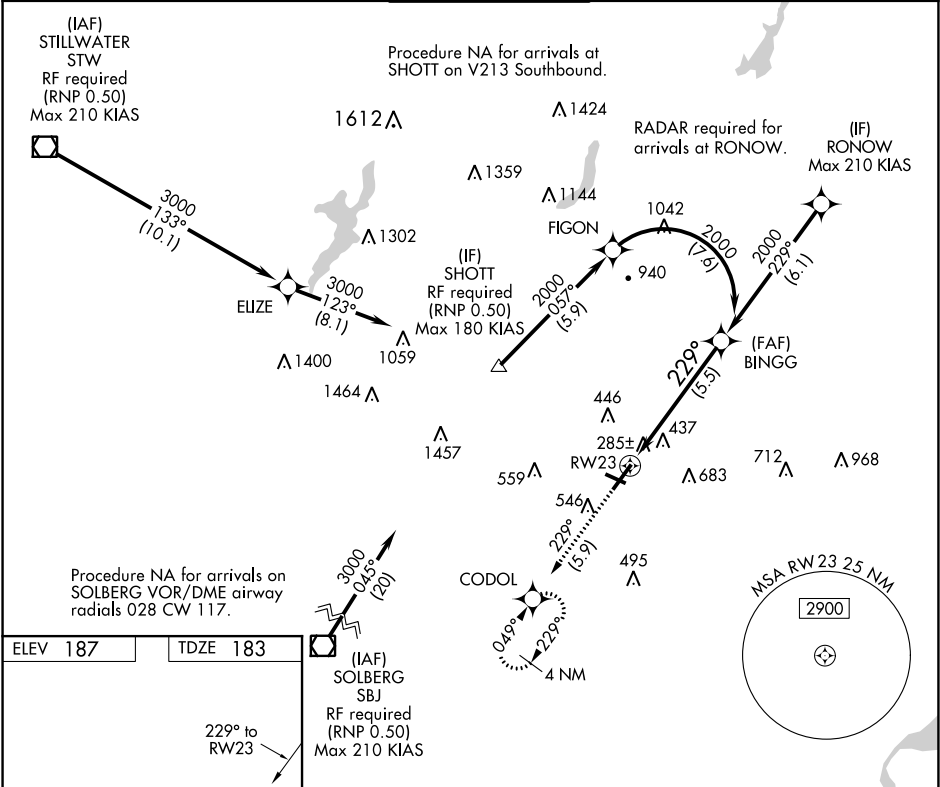 (IAF)
STILLWATER
STW
RF required
(RNP 0.50)
Max 210 KIAS
Procedure NA for arrivals at
SHOTT on V213 Southbound.
1612
1424
RADAR required for
arrivals at RONOW.
(IF)
RONOW
Max 210 KIAS
1359
1144
3000
133°
(10.1)
1302
FIGON
1042
2000
(7.6)
2000
229°
(6.1)
940
(IF)
SHOTT
RF required
(RNP 0.50)
Max 180 KIAS
2000
057°
(5.9)
ELIZE
3000
123°
(8.1)
1059
1400
1464
(FAF)
BINGG
229°
(5.5)
446
437
285±
1457
RW23
559
683
712
968
546
229°
(5.9)
495
3000
045°
(20)
Procedure NA for arrivals on
SOLBERG VOR/DME airway
radials 028 CW 117.
CODOL
049°
229°
4 NM
MSA RW 23 25 NM
2900
ELEV 187
TDZE 183
(IAF)
SOLBERG
SBJ
RF required
(RNP 0.50)
Max 210 KIAS
229° to
RW23